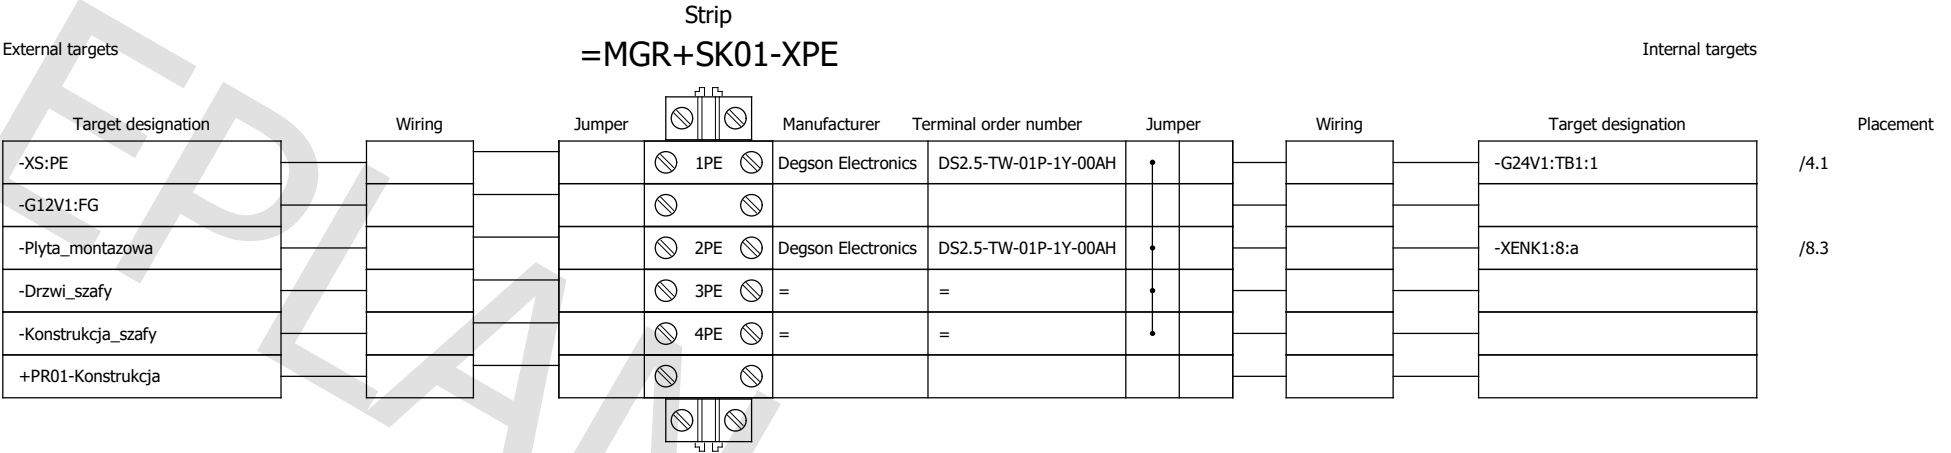 Strip
External targets
=MGR+SK01-XPE
Internal targets
Target designation Wiring Jumper Manufacturer Terminal order number Jumper Wiring Target designation Placement
-XS:PE 1PE Degson Electronics DS2.5-TW-01P-1Y-00AH -G24V1:TB1:1 /4.1
-G12V1:FG
-Plyta_montazowa 2PE Degson Electronics DS2.5-TW-01P-1Y-00AH -XENK1:8:a /8.3
-Drzwi_szafy 3PE = =
-Konstrukcja_szafy 4PE = =
+PR01-Konstrukcja
EPLAN